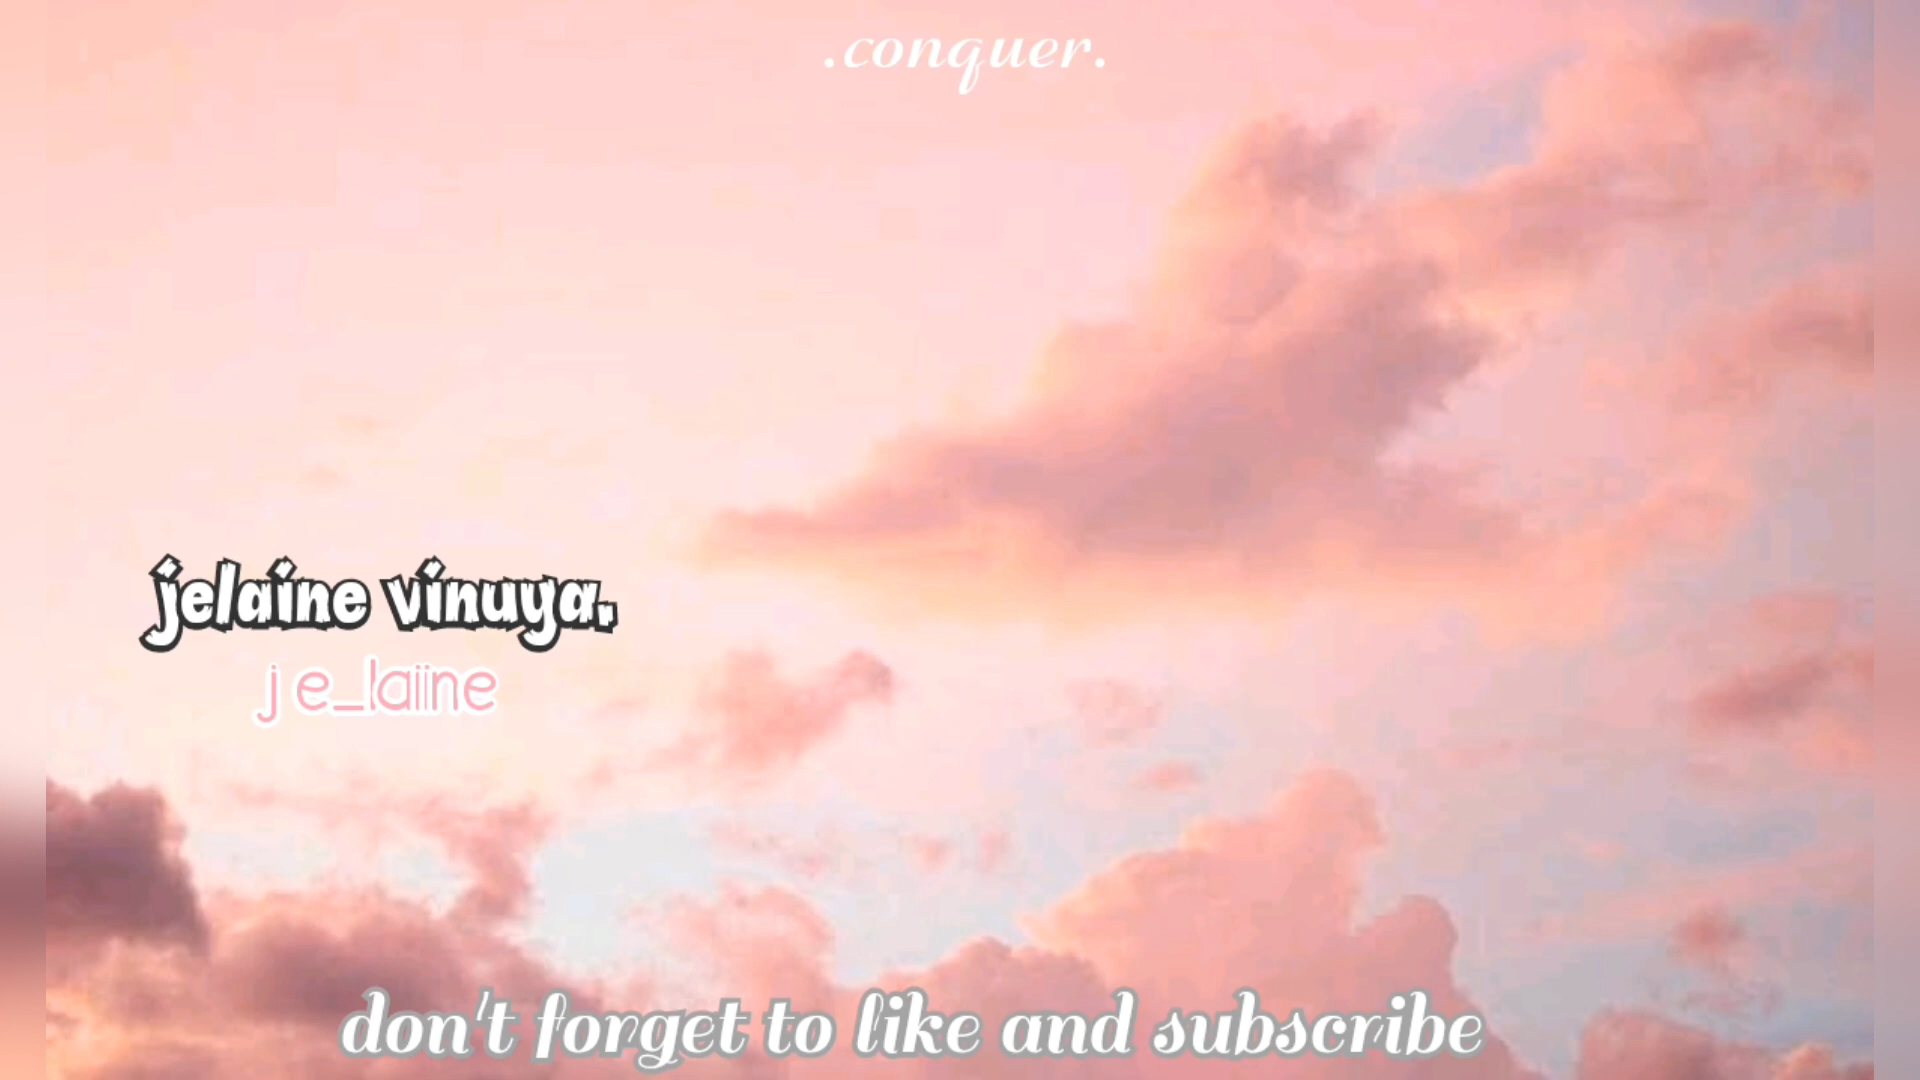 .conquer.
jelaine vinuya.
j e_laiine
don't forget to like and subscribe